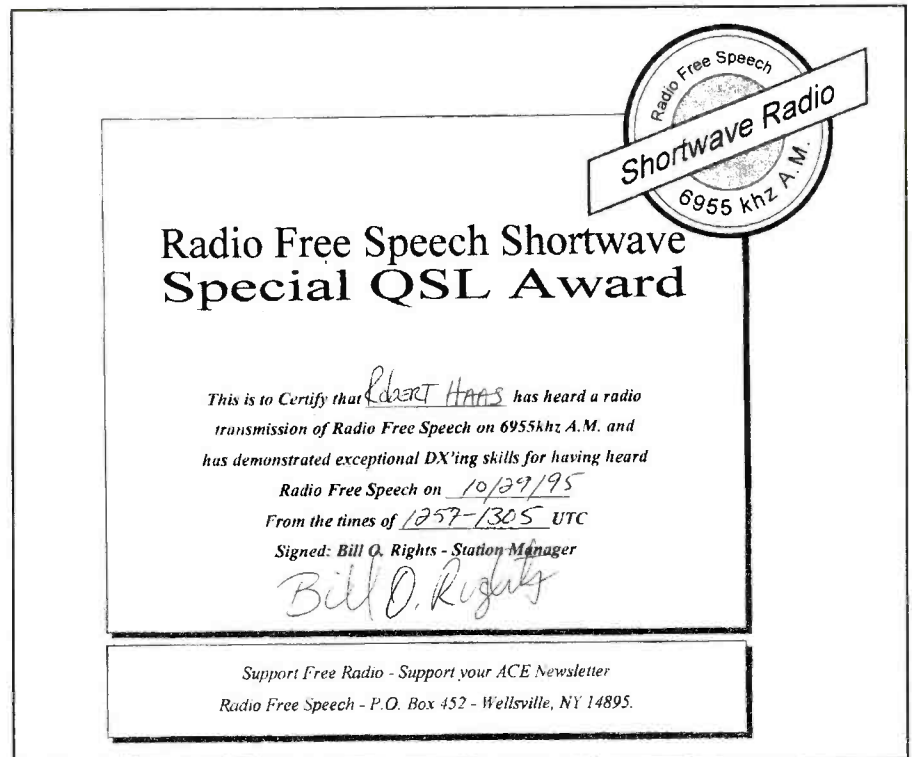 Radio Free Speech
Shortwave Radio
6955 khz A.M.
Radio Free Speech Shortwave
Special QSL Award
This is to Certify that Robert HAAS has heard a radio
transmission of Radio Free Speech on 6955khz A.M. and
has demonstrated exceptional DX'ing skills for having heard
Radio Free Speech on 10/29/95
From the times of 1257-1305 UTC
Signed: Bill O. Rights - Station Manager
Bill O. Rights
Support Free Radio - Support your ACE Newsletter
Radio Free Speech - P.O. Box 452 - Wellsville, NY 14895.